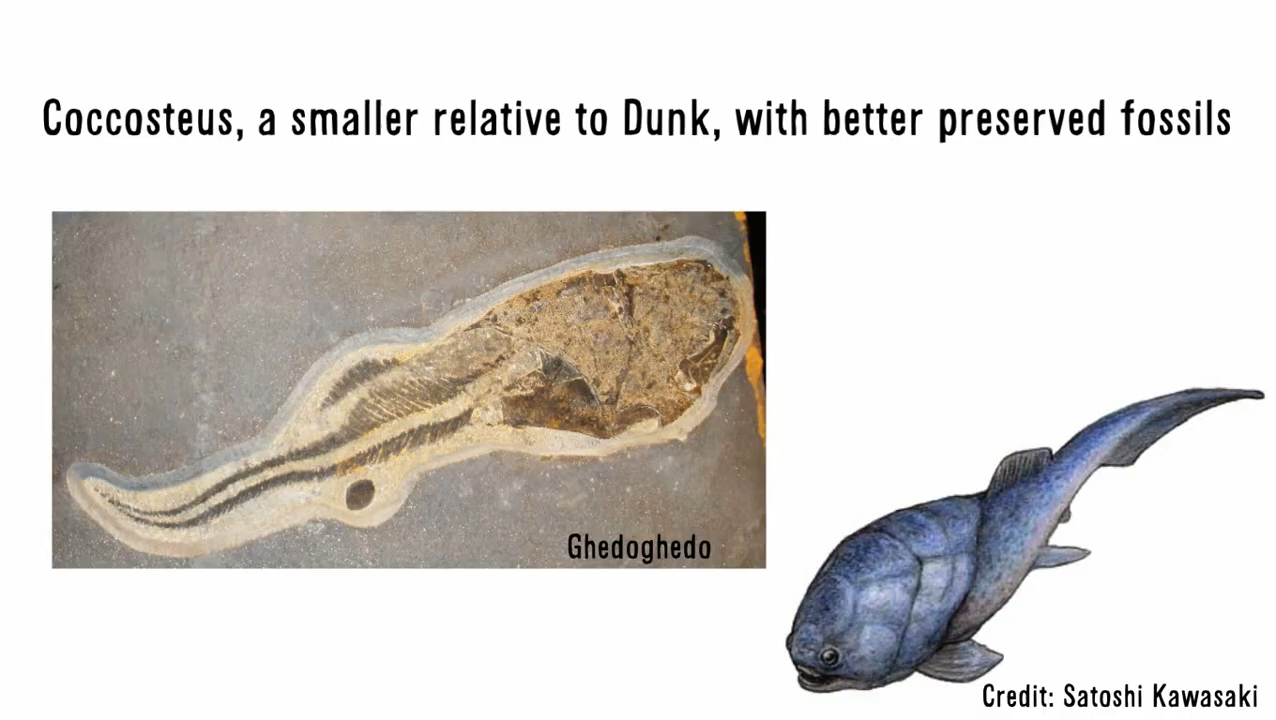 Coccosteus, a smaller relative to Dunk, with better preserved fossils
Ghedoghedo
Credit: Satoshi Kawasaki